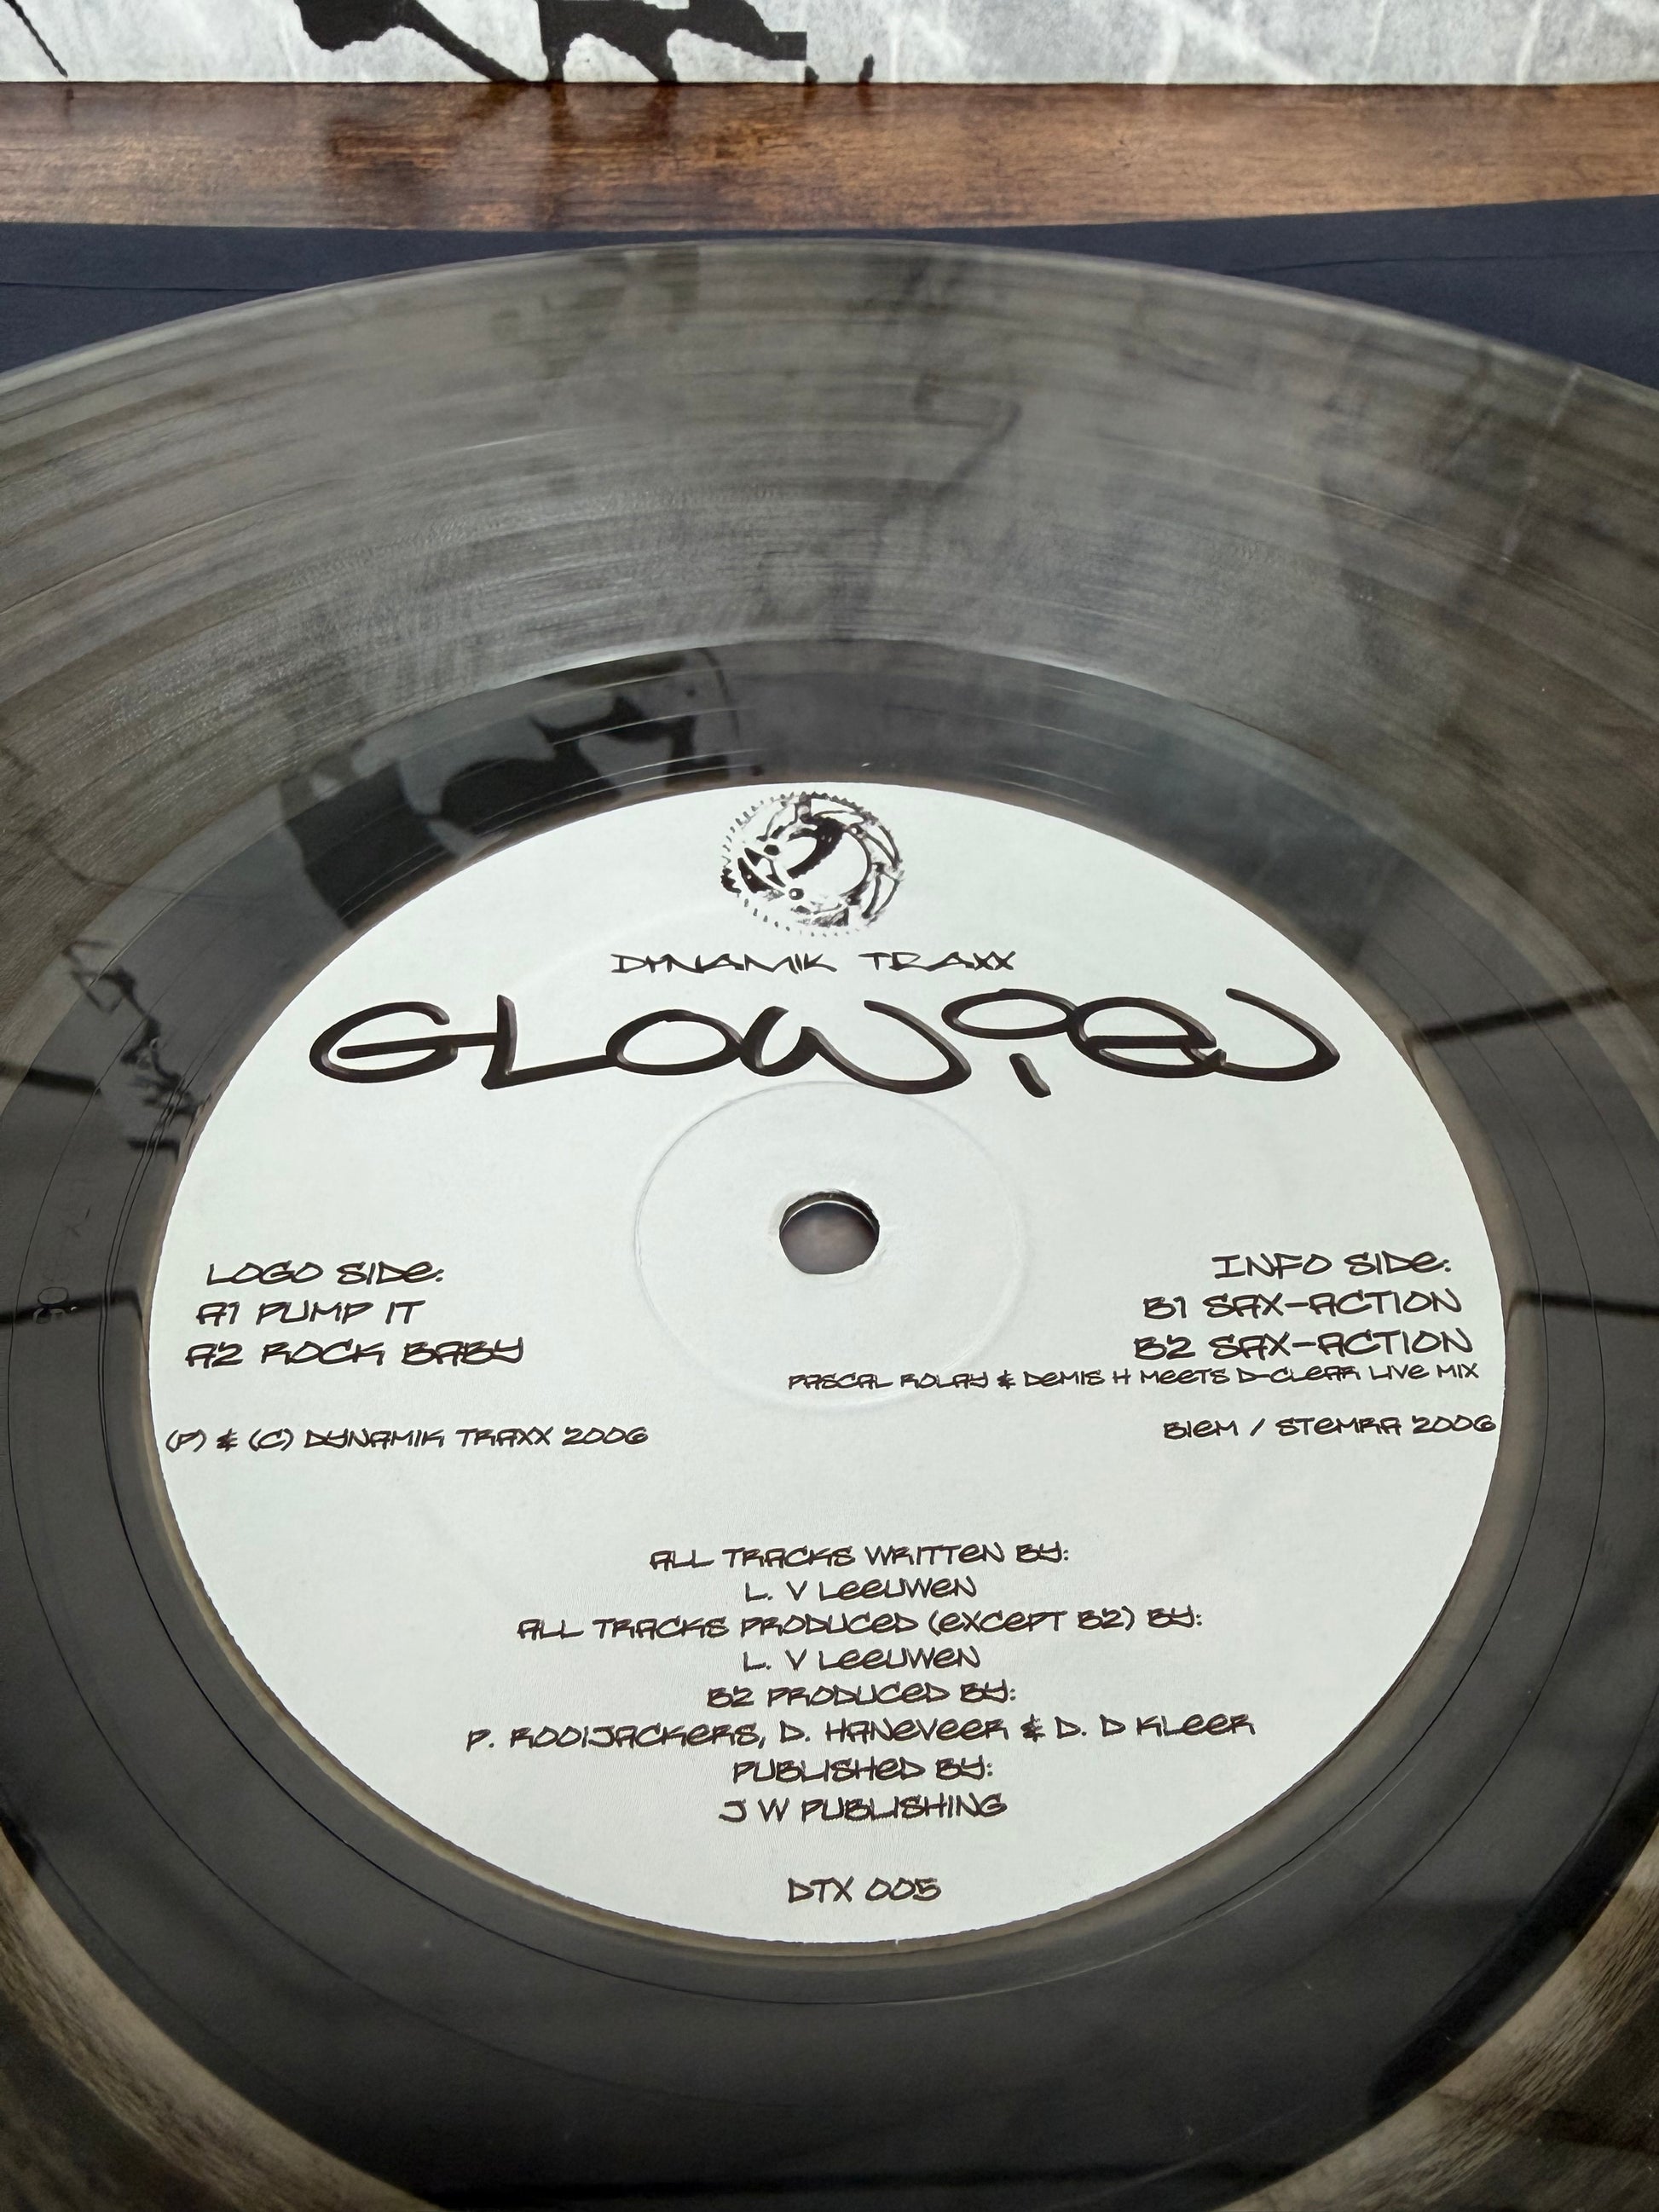 DYNAMIK TRAXX
LOGO SIDE:
A1 PUMP IT
A2 ROCK BABY
(P) & (C) DYNAMIK TRAXX 2006
INFO SIDE:
B1 SAX-ACTION
B2 SAX-ACTION
PASCAL ROLAY & DEMIS H MEETS D-CLEAR LIVE MIX
BIEM / STEMRA 2006
ALL TRACKS WRITTEN BY:
L. V LEEUWEN
ALL TRACKS PRODUCED (EXCEPT B2) BY:
L. V LEEUWEN
B2 PRODUCED BY:
P. ROOIJACKERS, D. HANEVEER & D. D KLEER
PUBLISHED BY:
J W PUBLISHING
DTX 005